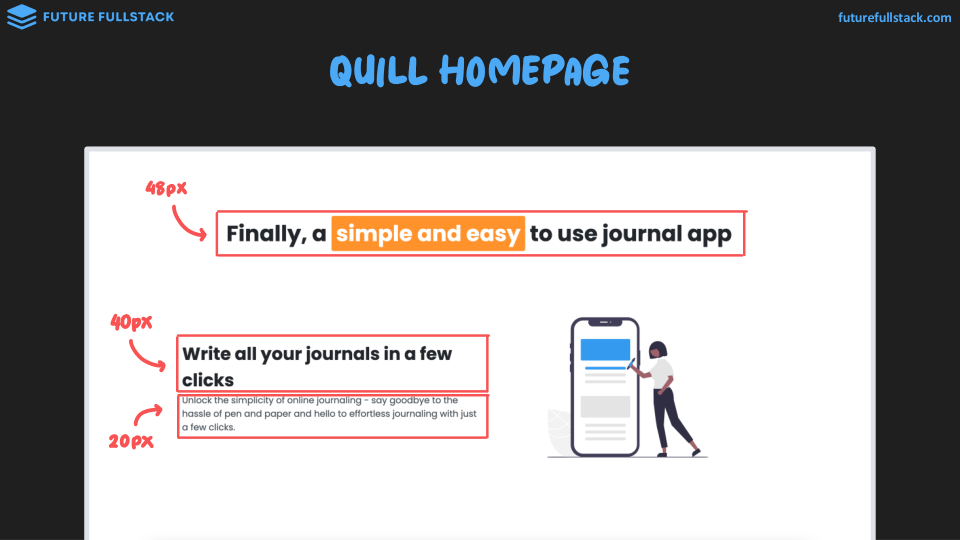 FUTURE FULLSTACK
futurefullstack.com
QUILL HOMEPAGE
48px
Finally, a simple and easy to use journal app
40px
Write all your journals in a few
clicks
Unlock the simplicity of online journaling - say goodbye to the
hassle of pen and paper and hello to effortless journaling with just
a few clicks.
20px